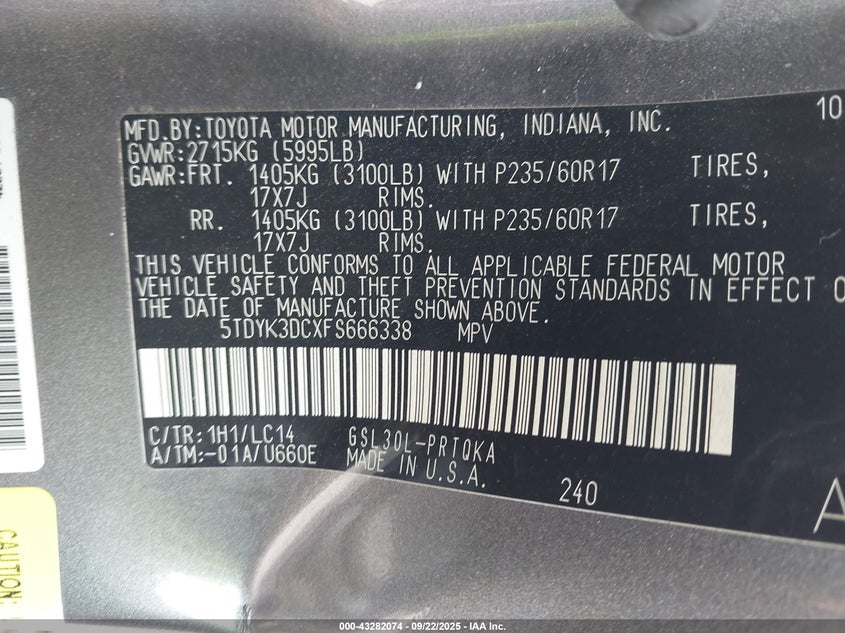 MFD.BY:TOYOTA MOTOR MANUFACTURING, INDIANA, INC. 10
GVWR:2715KG (5995LB)
GAWR:FRT. 1405KG (3100LB) WITH P235/60R17 TIRES,
17X7J RIMS.
RR. 1405KG (3100LB) WITH P235/60R17 TIRES,
17X7J RIMS.
THIS VEHICLE CONFORMS TO ALL APPLICABLE FEDERAL MOTOR
VEHICLE SAFETY AND THEFT PREVENTION STANDARDS IN EFFECT O
THE DATE OF MANUFACTURE SHOWN ABOVE.
5TDYK3DCXFS666338 MPV
C/TR:1H1/LC14 GSL30L-PRTQKA
A/TM:-01A/U660E MADE IN U.S.A.
240
A
CAUTION:
000-43282074 - 09/22/2025 - IAA Inc.